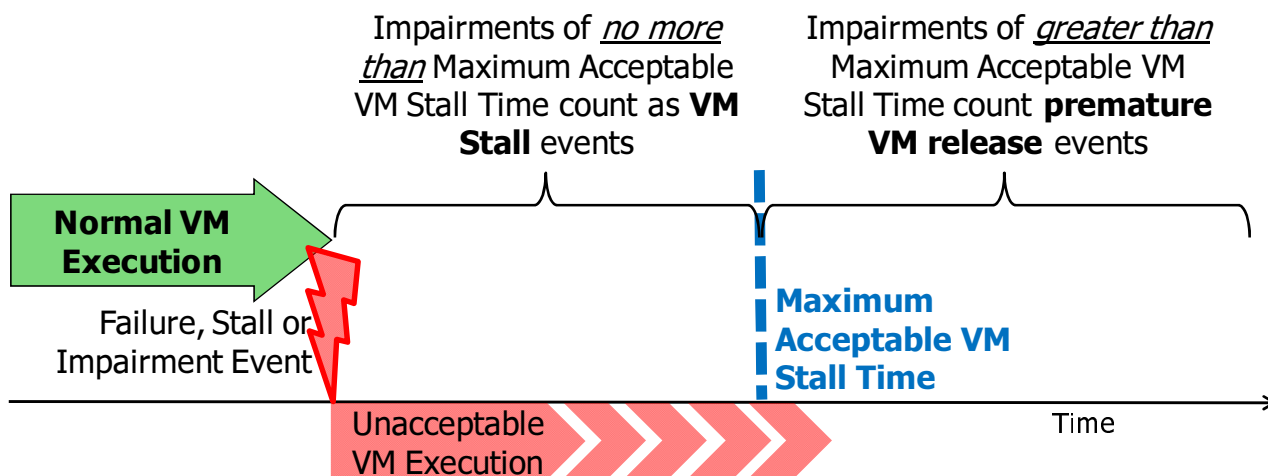 Impairments of no more
than Maximum Acceptable
VM Stall Time count as VM
Stall events
Impairments of greater than
Maximum Acceptable VM
Stall Time count premature
VM release events
Normal VM
Execution
Failure, Stall or
Impairment Event
Maximum
Acceptable VM
Stall Time
Unacceptable
VM Execution
Time